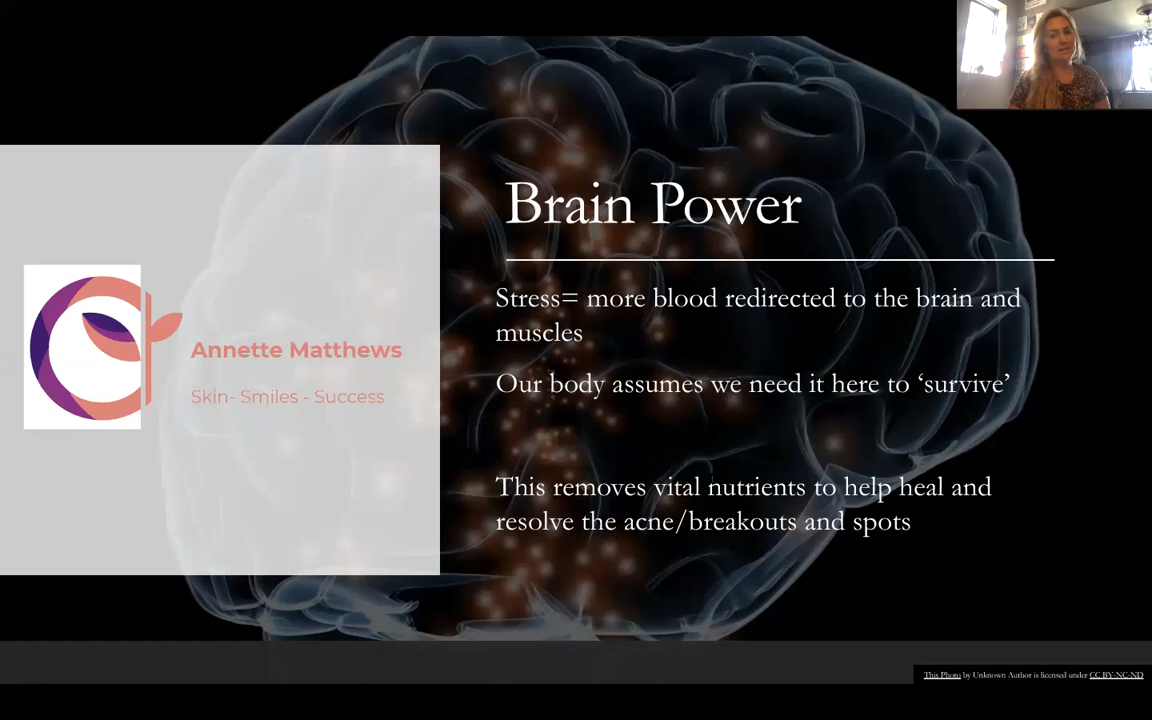 Brain Power
Stress= more blood redirected to the brain and
muscles
Our body assumes we need it here to ‘survive’
This removes vital nutrients to help heal and
resolve the acne/breakouts and spots
Annette Matthews
Skin- Smiles - Success
This Photo by Unknown Author is licensed under CC BY-NC-ND